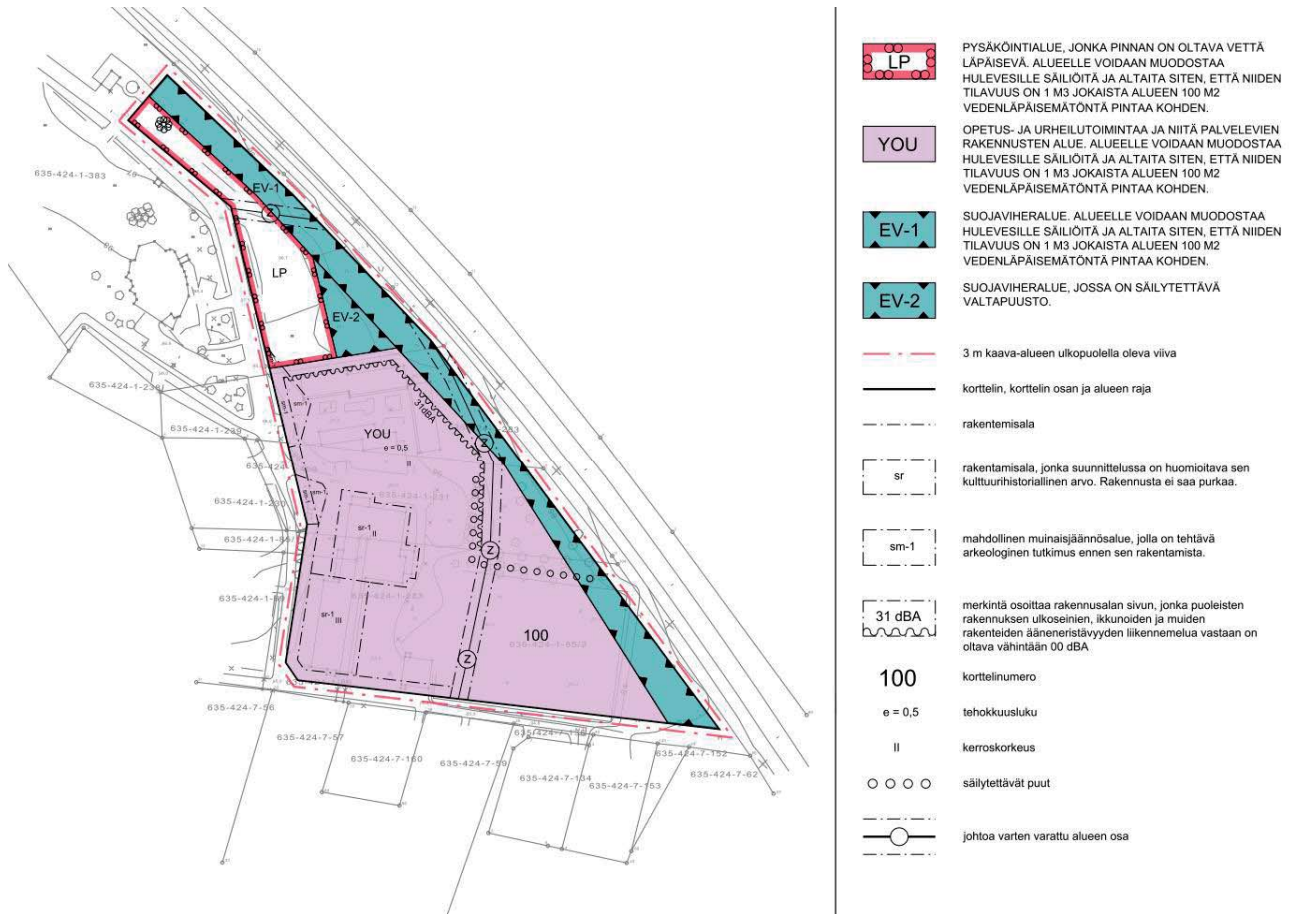 635-424-1-383
EV-1
Z
LP
EV-2
635-424-1-239
sm-1
31dBA
YOU
e = 0,5
II
Z
635-424
sm-1
sr-1
II
Z
sr-1
III
100
Z
635-424-7-56
635-424-7-57
635-424-7-160
635-424-7-59
635-424-7-134
635-424-7-153
635-424-7-152
635-424-7-62
LP
PYSÄKÖINTIALUE, JONKA PINNAN ON OLTAVA VETTÄ
LÄPÄISEVÄ. ALUEELLE VOIDAAN MUODOSTAA
HULEVESILLE SÄILIÖITÄ JA ALTAITA SITEN, ETTÄ NIIDEN
TILAVUUS ON 1 M3 JOKAISTA ALUEEN 100 M2
VEDENLÄPÄISEMÄTÖNTÄ PINTAA KOHDEN.
YOU
OPETUS- JA URHEILUTOIMINTAA JA NIITÄ PALVELEVIEN
RAKENNUSTEN ALUE. ALUEELLE VOIDAAN MUODOSTAA
HULEVESILLE SÄILIÖITÄ JA ALTAITA SITEN, ETTÄ NIIDEN
TILAVUUS ON 1 M3 JOKAISTA ALUEEN 100 M2
VEDENLÄPÄISEMÄTÖNTÄ PINTAA KOHDEN.
EV-1
SUOJAVIHERALUE. ALUEELLE VOIDAAN MUODOSTAA
HULEVESILLE SÄILIÖITÄ JA ALTAITA SITEN, ETTÄ NIIDEN
TILAVUUS ON 1 M3 JOKAISTA ALUEEN 100 M2
VEDENLÄPÄISEMÄTÖNTÄ PINTAA KOHDEN.
EV-2
SUOJAVIHERALUE, JOSSA ON SÄILYTETTÄVÄ
VALTAPUUSTO.
3 m kaava-alueen ulkopuolella oleva viiva
korttelin, korttelin osan ja alueen raja
rakentemisala
sr
rakentamisala, jonka suunnittelussa on huomioitava sen
kulttuurihistoriallinen arvo. Rakennusta ei saa purkaa.
sm-1
mahdollinen muinaisjäännösalue, jolla on tehtävä
arkeologinen tutkimus ennen sen rakentamista.
31 dBA
merkintä osoittaa rakennusalan sivun, jonka puoleisten
rakennuksen ulkoseinien, ikkunoiden ja muiden
rakenteiden ääneneristävyyden liikennemelua vastaan on
oltava vähintään 00 dBA
100
korttelinumero
e = 0,5
tehokkuusluku
II
kerroskorkeus
säilytettävät puut
johtoa varten varattu alueen osa